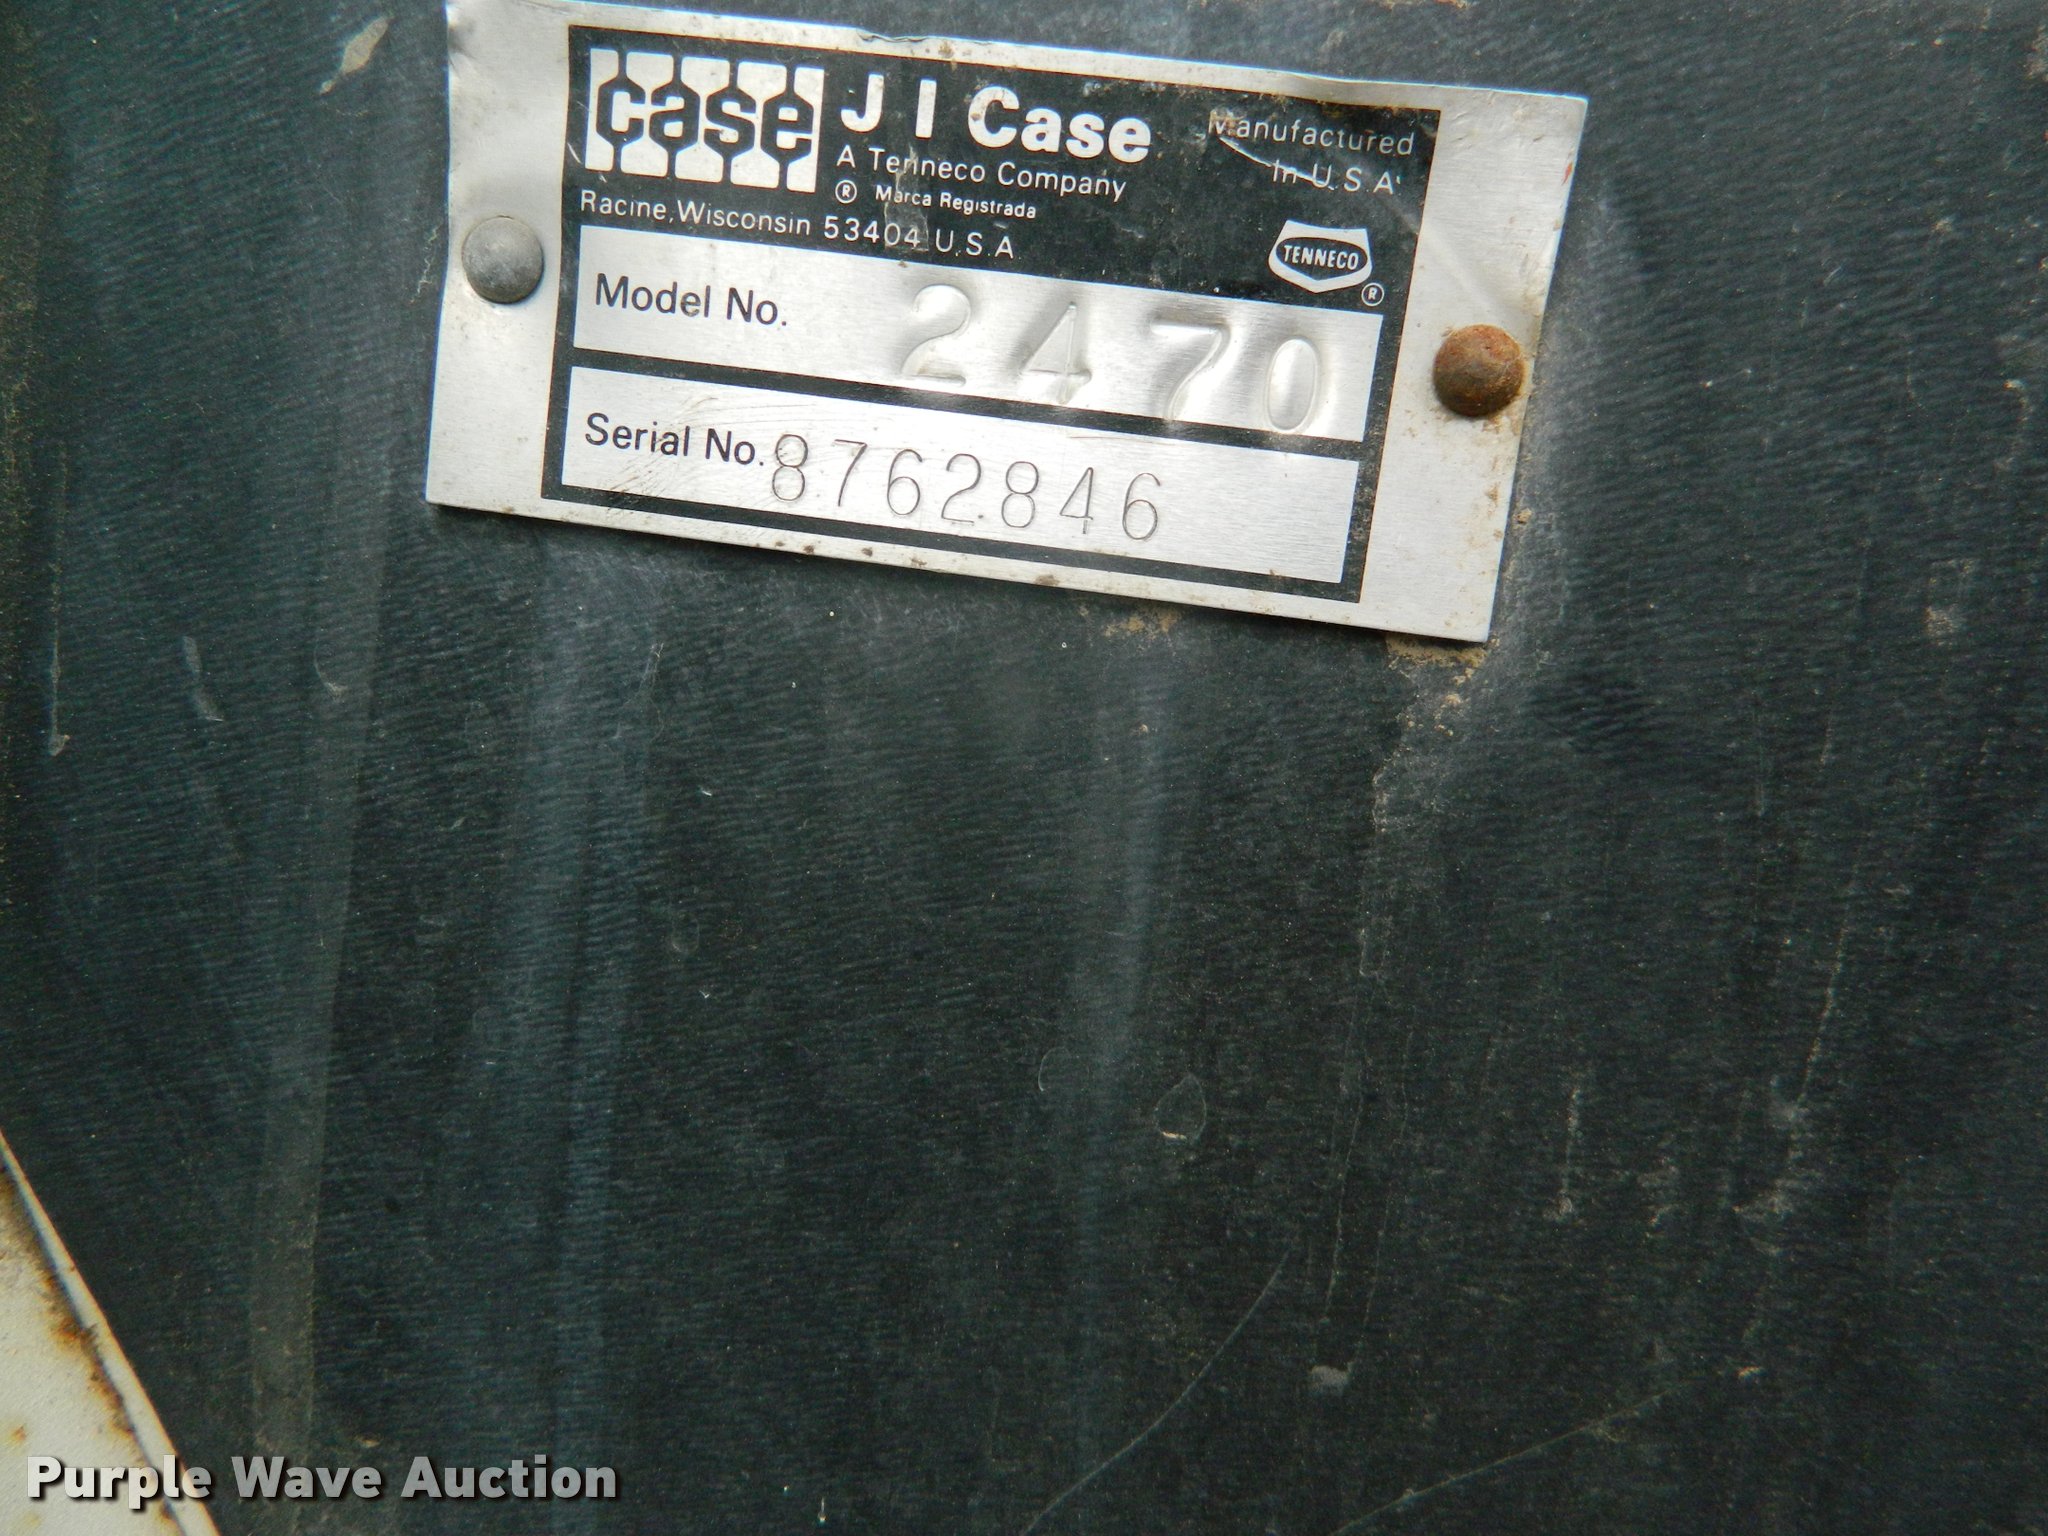 case
J I Case
Manufactured
In U.S.A.
A Tenneco Company
® Marca Registrada
Racine, Wisconsin 53404 U.S.A
TENNECO
®
Model No. 2470
Serial No. 8762846
Purple Wave Auction